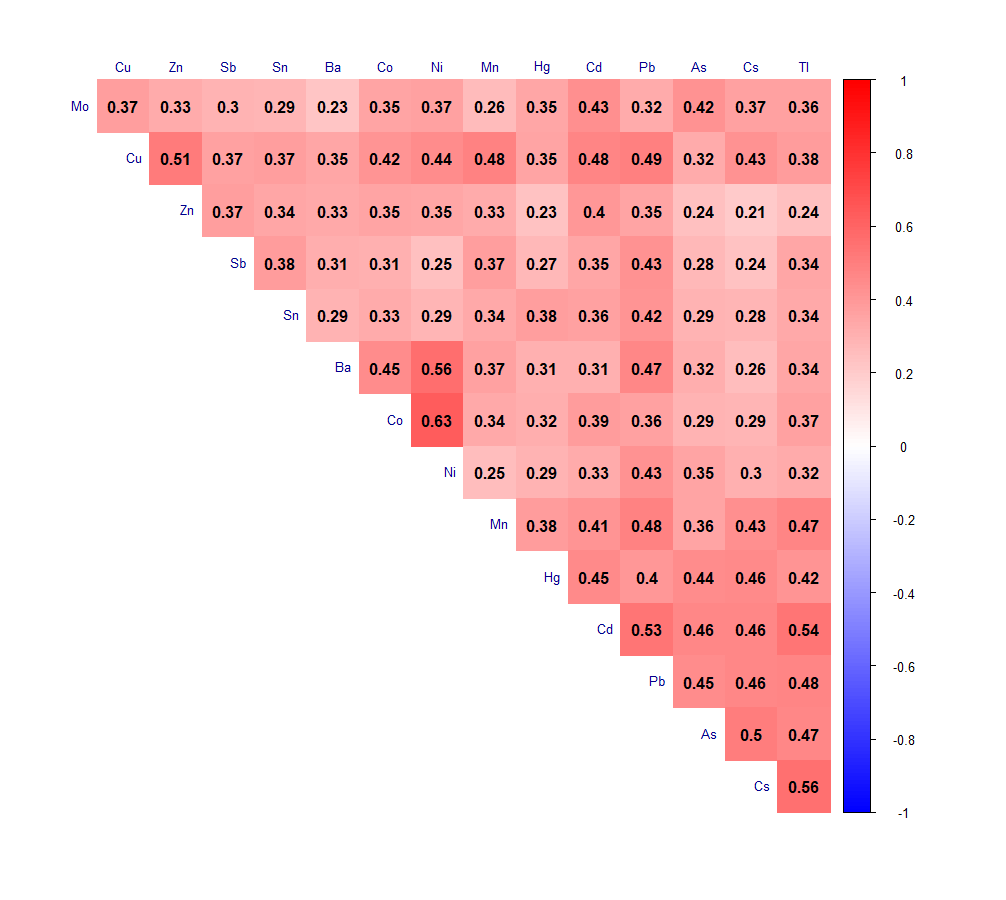 Cu Zn Sb Sn Ba Co Ni Mn Hg Cd Pb As Cs Tl
Mo 0.37 0.33 0.3 0.29 0.23 0.35 0.37 0.26 0.35 0.43 0.32 0.42 0.37 0.36
Cu 0.51 0.37 0.37 0.35 0.42 0.44 0.48 0.35 0.48 0.49 0.32 0.43 0.38
Zn 0.37 0.34 0.33 0.35 0.35 0.33 0.23 0.4 0.35 0.24 0.21 0.24
Sb 0.38 0.31 0.31 0.25 0.37 0.27 0.35 0.43 0.28 0.24 0.34
Sn 0.29 0.33 0.29 0.34 0.38 0.36 0.42 0.29 0.28 0.34
Ba 0.45 0.56 0.37 0.31 0.31 0.47 0.32 0.26 0.34
Co 0.63 0.34 0.32 0.39 0.36 0.29 0.29 0.37
Ni 0.25 0.29 0.33 0.43 0.35 0.3 0.32
Mn 0.38 0.41 0.48 0.36 0.43 0.47
Hg 0.45 0.4 0.44 0.46 0.42
Cd 0.53 0.46 0.46 0.54
Pb 0.45 0.46 0.48
As 0.5 0.47
Cs 0.56
1
0.8
0.6
0.4
0.2
0
-0.2
-0.4
-0.6
-0.8
-1